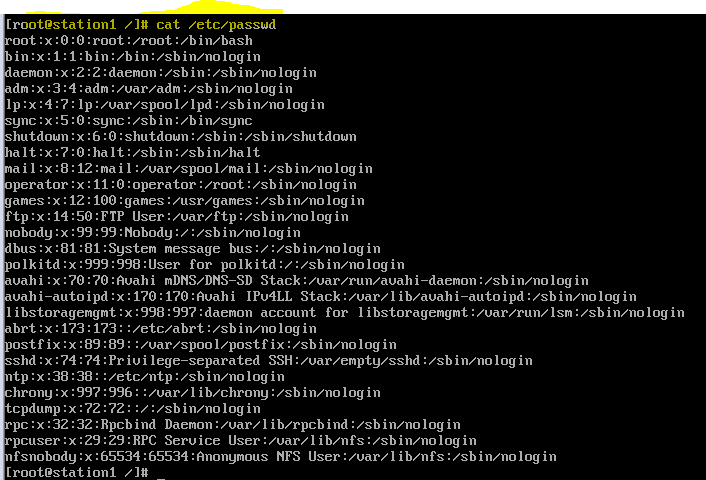 [root@station1 /]# cat /etc/passwd
root:x:0:0:root:/root:/bin/bash
bin:x:1:1:bin:/bin:/sbin/nologin
daemon:x:2:2:daemon:/sbin:/sbin/nologin
adm:x:3:4:adm:/var/adm:/sbin/nologin
lp:x:4:7:lp:/var/spool/lpd:/sbin/nologin
sync:x:5:0:sync:/sbin:/bin/sync
shutdown:x:6:0:shutdown:/sbin:/sbin/shutdown
halt:x:7:0:halt:/sbin:/sbin/halt
mail:x:8:12:mail:/var/spool/mail:/sbin/nologin
operator:x:11:0:operator:/root:/sbin/nologin
games:x:12:100:games:/usr/games:/sbin/nologin
ftp:x:14:50:FTP User:/var/ftp:/sbin/nologin
nobody:x:99:99:Nobody:/:/sbin/nologin
dbus:x:81:81:System message bus:/:/sbin/nologin
polkitd:x:999:998:User for polkitd:/:/sbin/nologin
avahi:x:70:70:Avahi mDNS/DNS-SD Stack:/var/run/avahi-daemon:/sbin/nologin
avahi-autoipd:x:170:170:Avahi IPv4LL Stack:/var/lib/avahi-autoipd:/sbin/nologin
libstoragemgmt:x:998:997:daemon account for libstoragemgmt:/var/run/lsm:/sbin/nologin
abrt:x:173:173::/etc/abrt:/sbin/nologin
postfix:x:89:89::/var/spool/postfix:/sbin/nologin
sshd:x:74:74:Privilege-separated SSH:/var/empty/sshd:/sbin/nologin
ntp:x:38:38::/etc/ntp:/sbin/nologin
chrony:x:997:996::/var/lib/chrony:/sbin/nologin
tcpdump:x:72:72::/:/sbin/nologin
rpc:x:32:32:Rpcbind Daemon:/var/lib/rpcbind:/sbin/nologin
rpcuser:x:29:29:RPC Service User:/var/lib/nfs:/sbin/nologin
nfsnobody:x:65534:65534:Anonymous NFS User:/var/lib/nfs:/sbin/nologin
[root@station1 /]# _